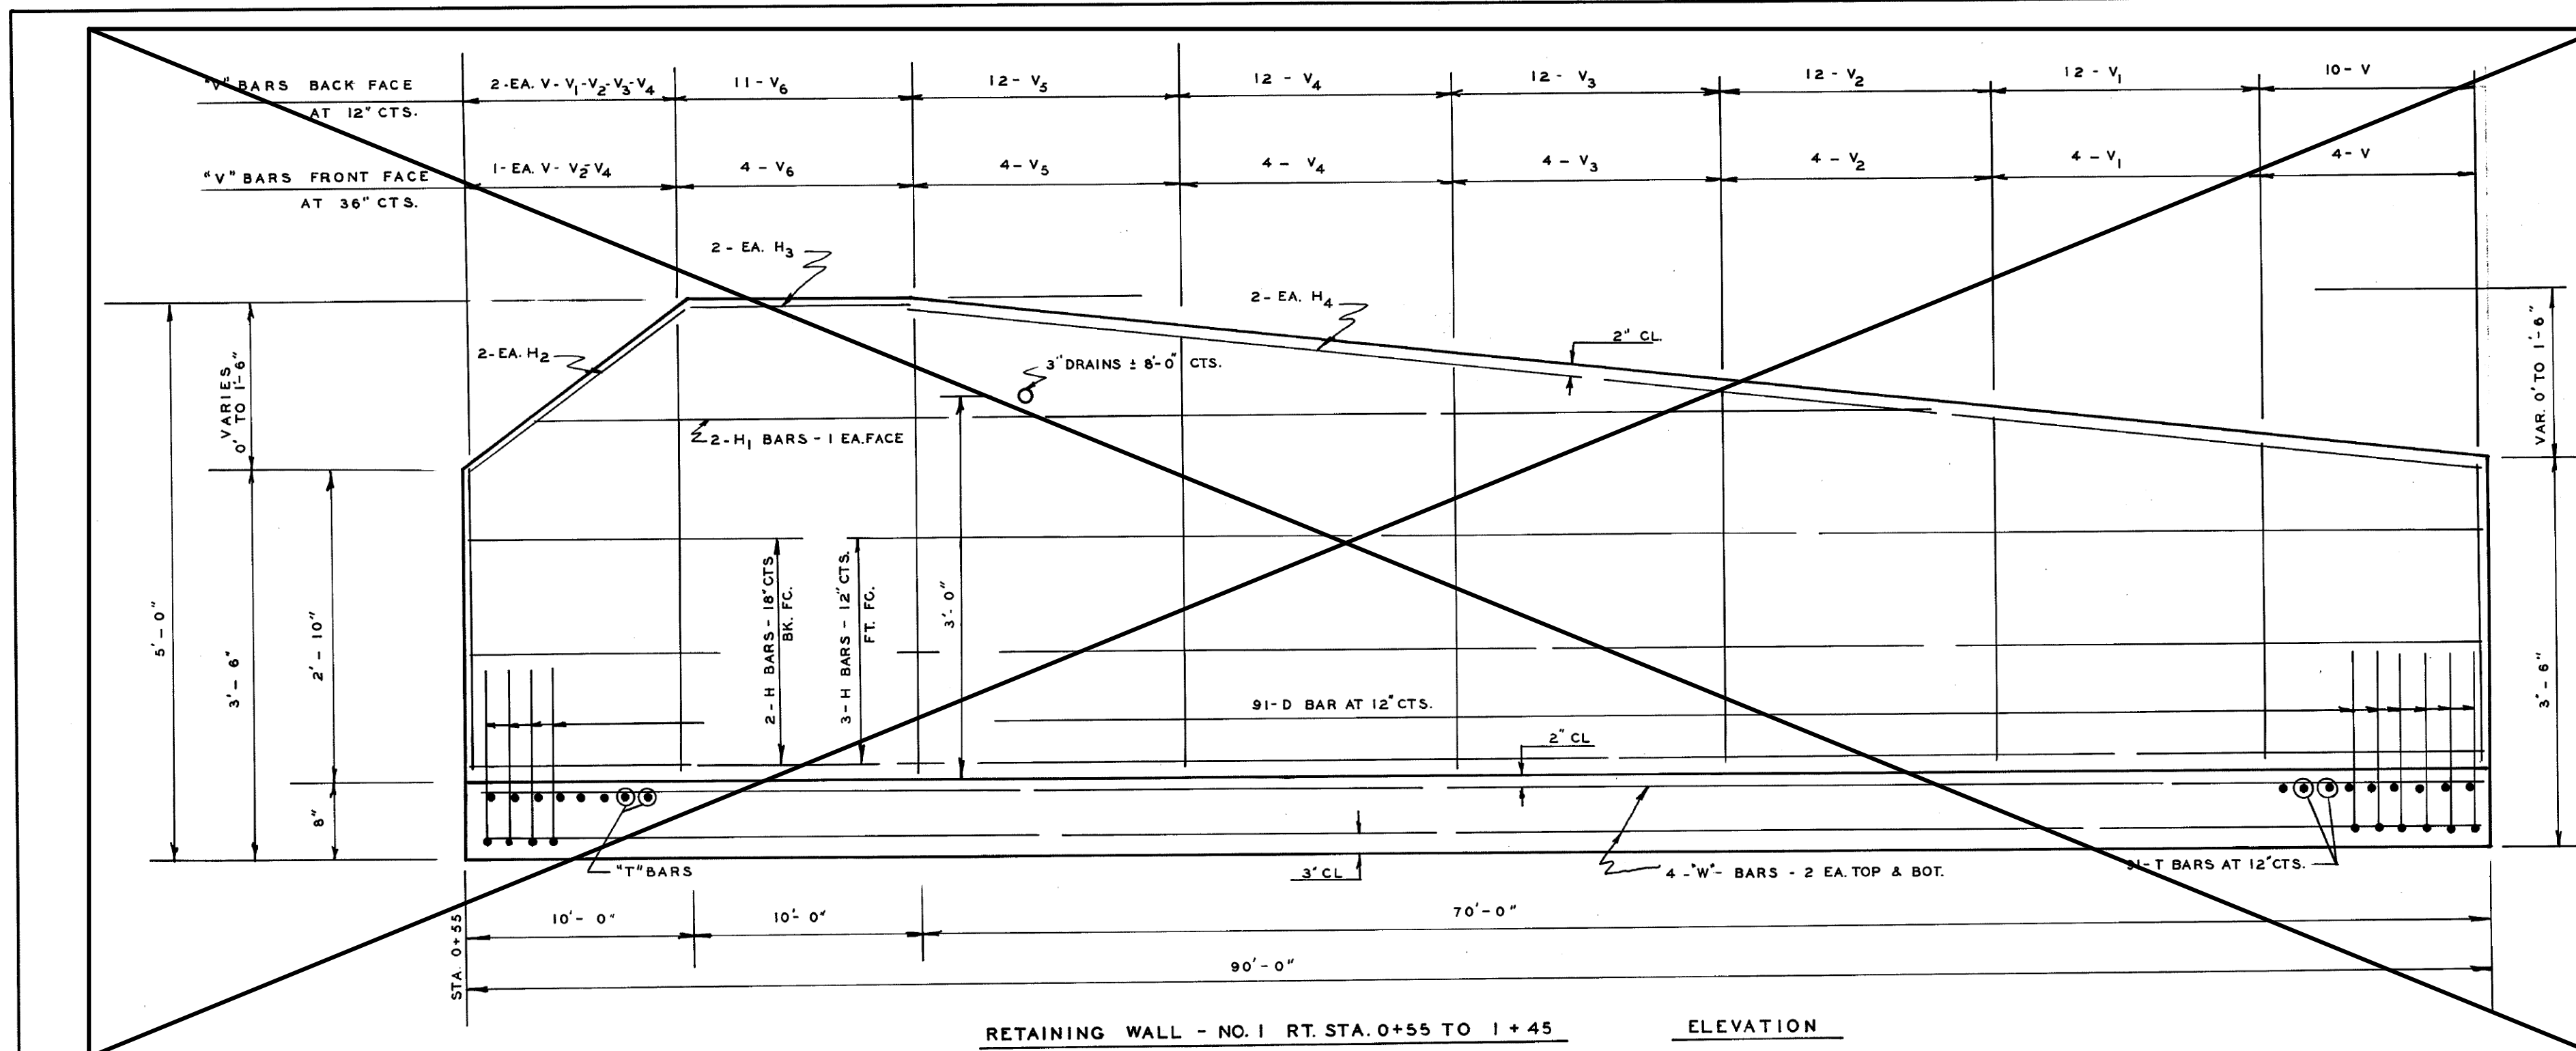 "V" BARS BACK FACE
AT 12" CTS.
2-EA. V- V1-V2-V3-V4
11- V6
12- V5
12 - V4
12 - V3
12 - V2
12 - V1
10- V
"V" BARS FRONT FACE
AT 36" CTS.
1- EA. V- V2-V4
4 - V6
4- V5
4 - V4
4 - V3
4 - V2
4 - V1
4- V
2 - EA. H3
2 - EA. H4
2- EA. H2
2" CL.
3" DRAINS ± 8'-0" CTS.
2-H1 BARS - 1 EA.FACE
VARIES
0' TO 1'-6"
VAR. 0' TO 1'-6"
5'-0"
3'-6"
2'-10"
8"
2-H BARS-18"CTS.
BK. FC.
3-H BARS-12"CTS.
FT. FC.
3'-0"
3'-6"
91-D BAR AT 12"CTS.
2" CL
"T" BARS
3" CL
4 -"W"- BARS - 2 EA. TOP & BOT.
91-T BARS AT 12"CTS.
STA. 0+55
10'- 0"
10'- 0"
70'-0"
90'-0"
RETAINING WALL - NO. 1 RT. STA. 0+55 TO 1 + 45
ELEVATION